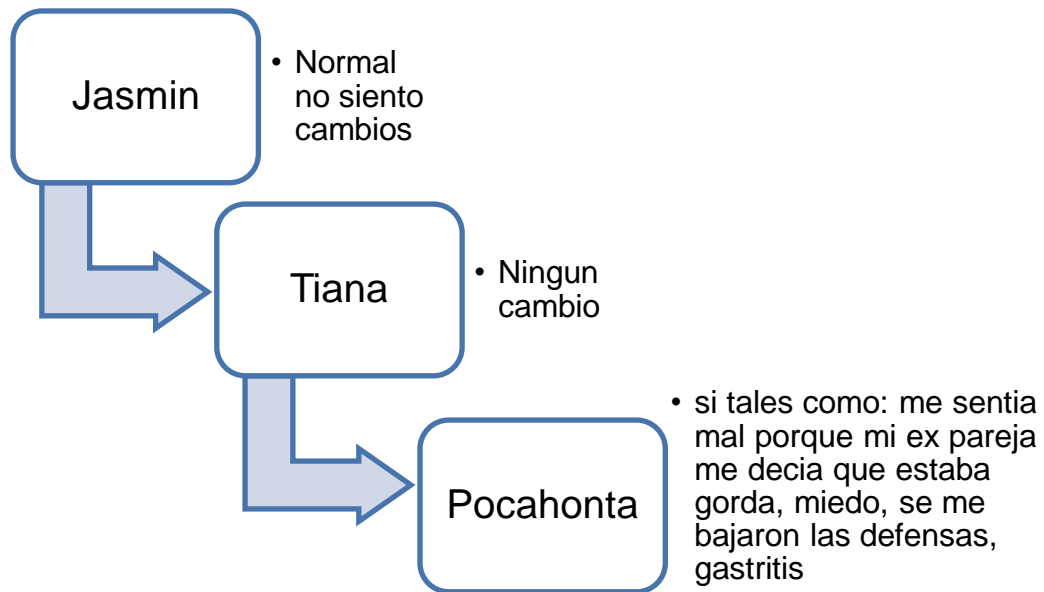 Jasmin
• Normal
no siento
cambios
Tiana
• Ningun
cambio
Pocahonta
• si tales como: me sentia
mal porque mi ex pareja
me decia que estaba
gorda, miedo, se me
bajaron las defensas,
gastritis